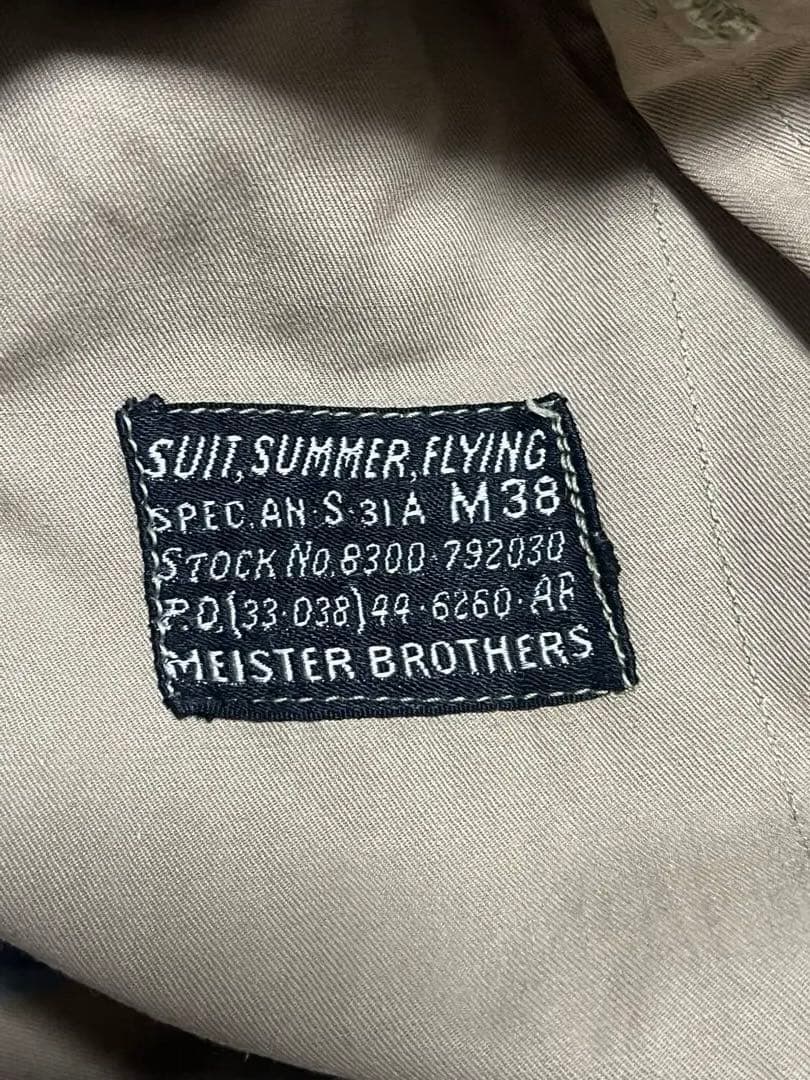 SUIT, SUMMER, FLYING
SPEC. AN·S·31A M38
STOCK No. 8300·792030
P.O. (33·038) 44·6260·AF
MEISTER BROTHERS